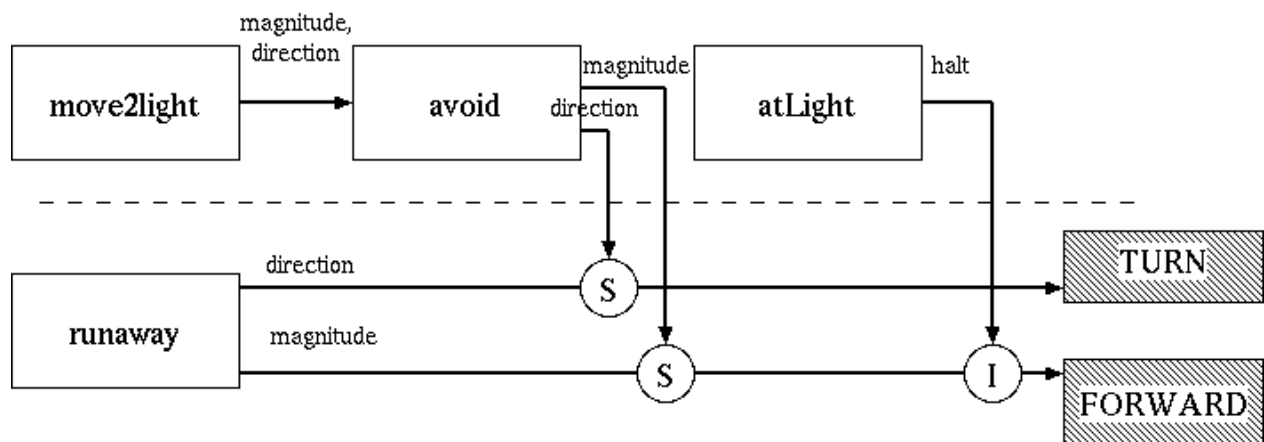 magnitude,
direction
move2light
avoid
magnitude
direction
atLight
halt
direction
S
TURN
runaway
magnitude
S
I
FORWARD